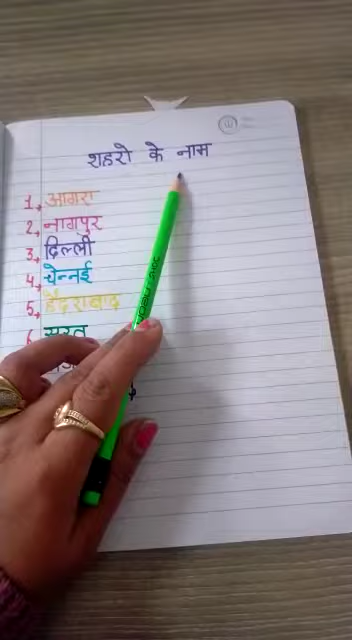 शहरो के नाम
1, आगरा
2, नागपुर
3, दिल्ली
4, चेन्नई
5, हैदराबाद
6, सूरत